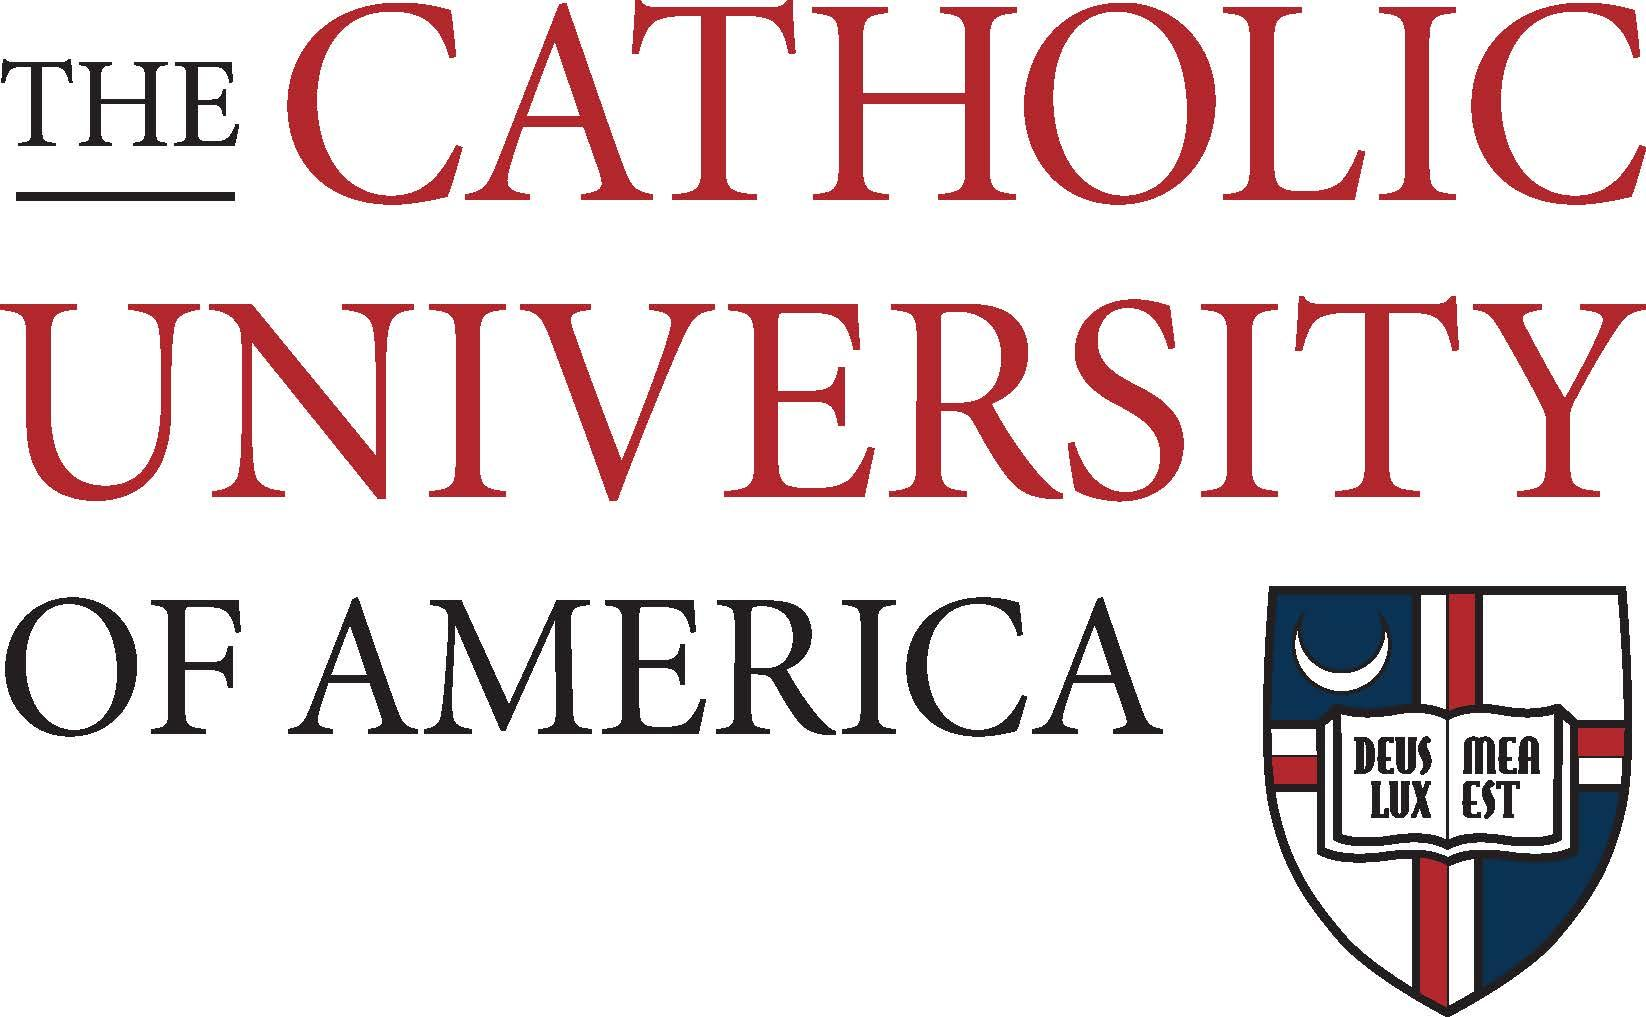 THE CATHOLIC
UNIVERSITY
OF AMERICA
DEUS MEA
LUX EST